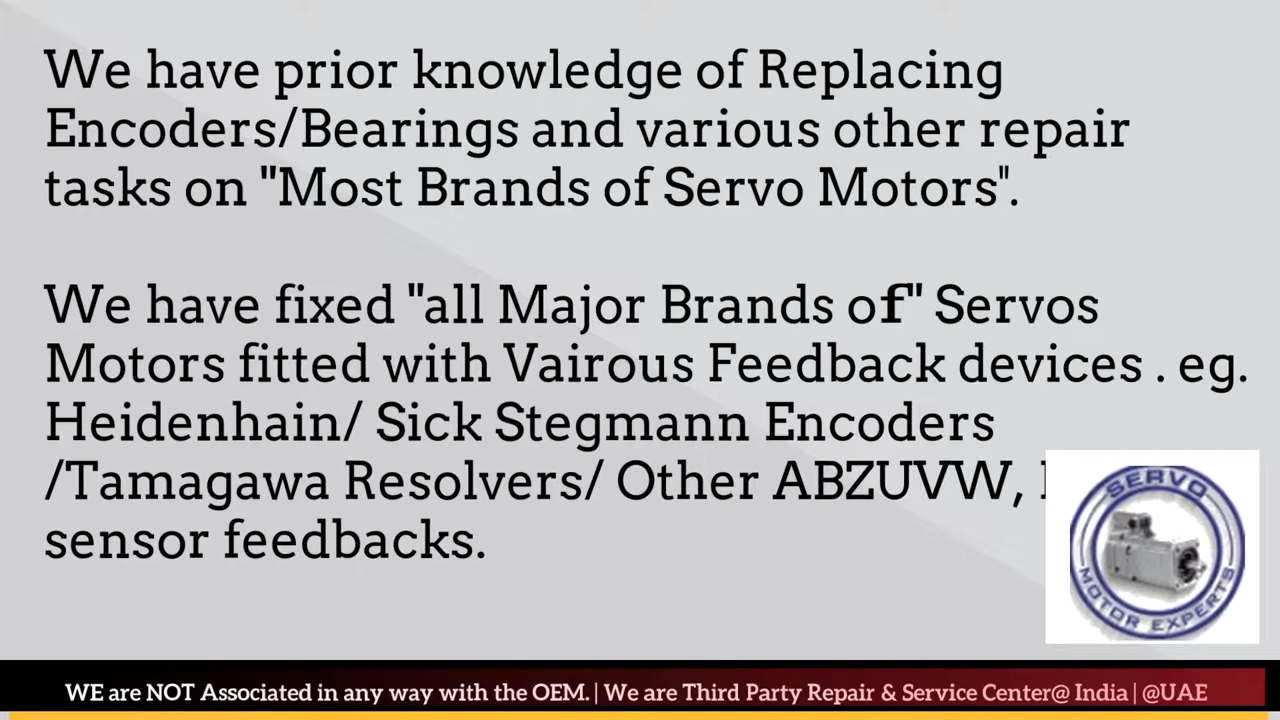 We have prior knowledge of Replacing
Encoders/Bearings and various other repair
tasks on "Most Brands of Servo Motors".
We have fixed "all Major Brands of" Servos
Motors fitted with Vairous Feedback devices . eg.
Heidenhain/ Sick Stegmann Encoders
/Tamagawa Resolvers/ Other ABZUVW,
sensor feedbacks.
SERVO
MOTOR EXPERTS
WE are NOT Associated in any way with the OEM. | We are Third Party Repair & Service Center@ India | @UAE